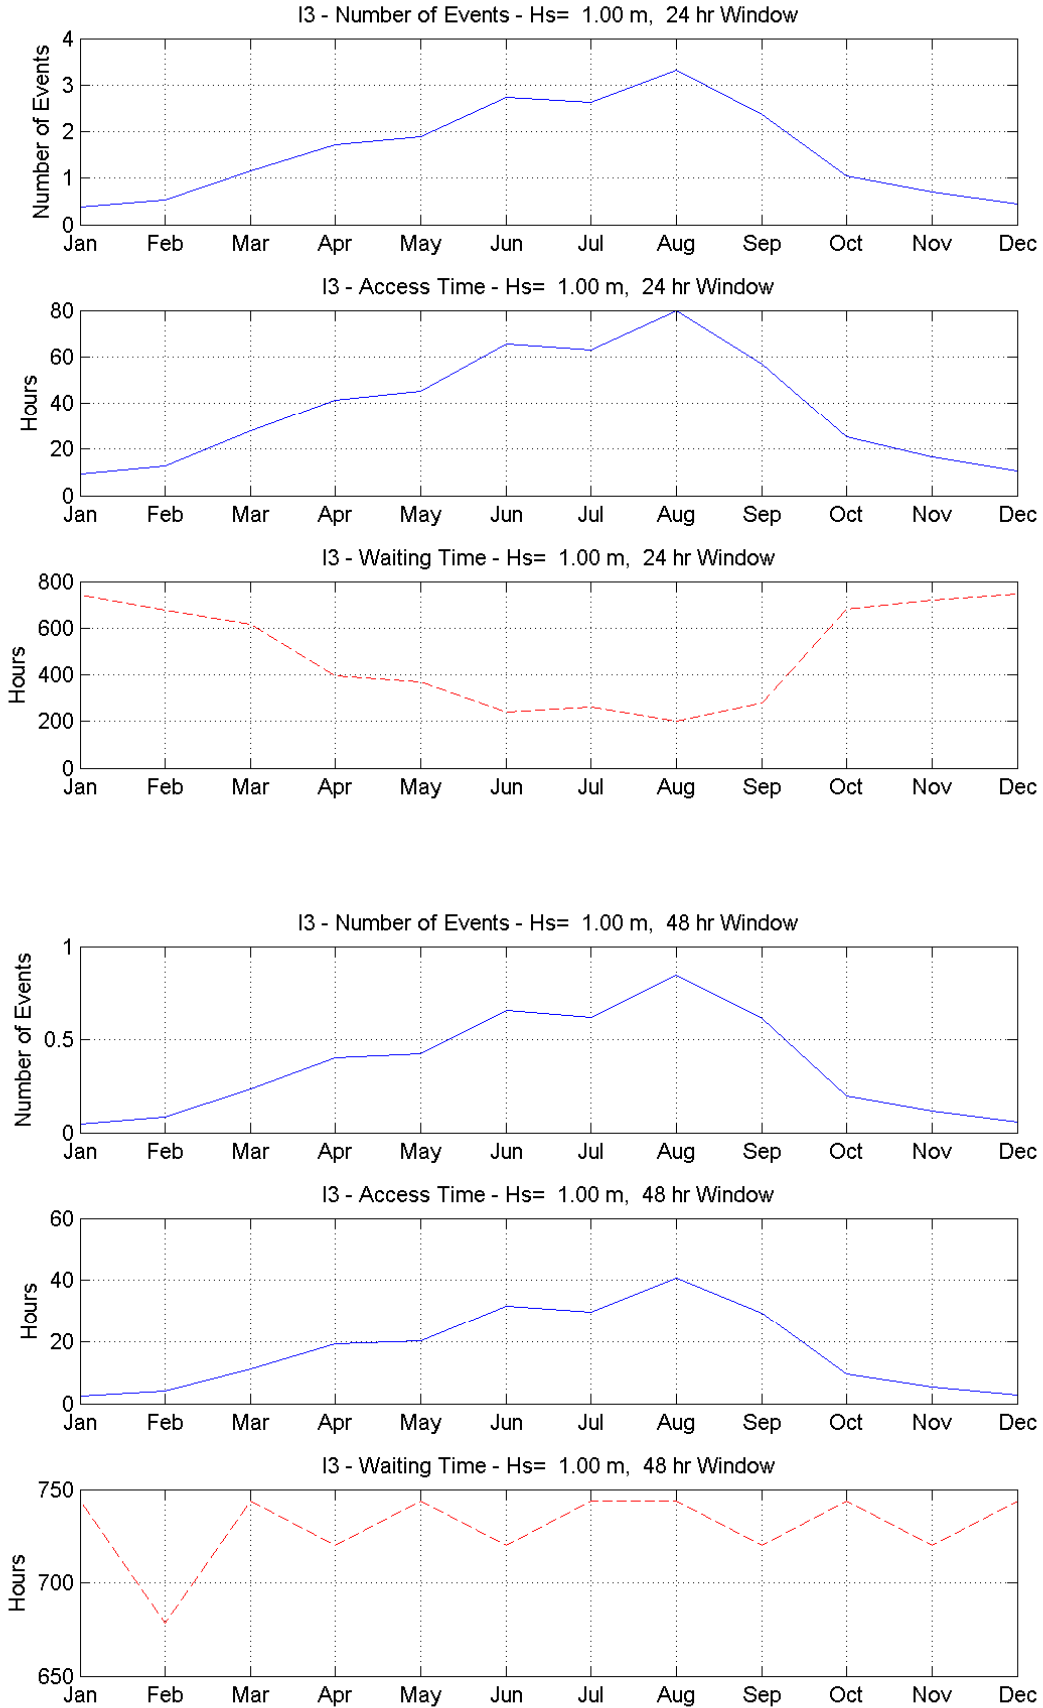 I3 - Number of Events - Hs= 1.00 m, 24 hr Window
Number of Events
4
3
2
1
0
Jan Feb Mar Apr May Jun Jul Aug Sep Oct Nov Dec
I3 - Access Time - Hs= 1.00 m, 24 hr Window
Hours
80
60
40
20
0
Jan Feb Mar Apr May Jun Jul Aug Sep Oct Nov Dec
I3 - Waiting Time - Hs= 1.00 m, 24 hr Window
Hours
800
600
400
200
0
Jan Feb Mar Apr May Jun Jul Aug Sep Oct Nov Dec
I3 - Number of Events - Hs= 1.00 m, 48 hr Window
Number of Events
1
0.5
0
Jan Feb Mar Apr May Jun Jul Aug Sep Oct Nov Dec
I3 - Access Time - Hs= 1.00 m, 48 hr Window
Hours
60
40
20
0
Jan Feb Mar Apr May Jun Jul Aug Sep Oct Nov Dec
I3 - Waiting Time - Hs= 1.00 m, 48 hr Window
Hours
750
700
650
Jan Feb Mar Apr May Jun Jul Aug Sep Oct Nov Dec